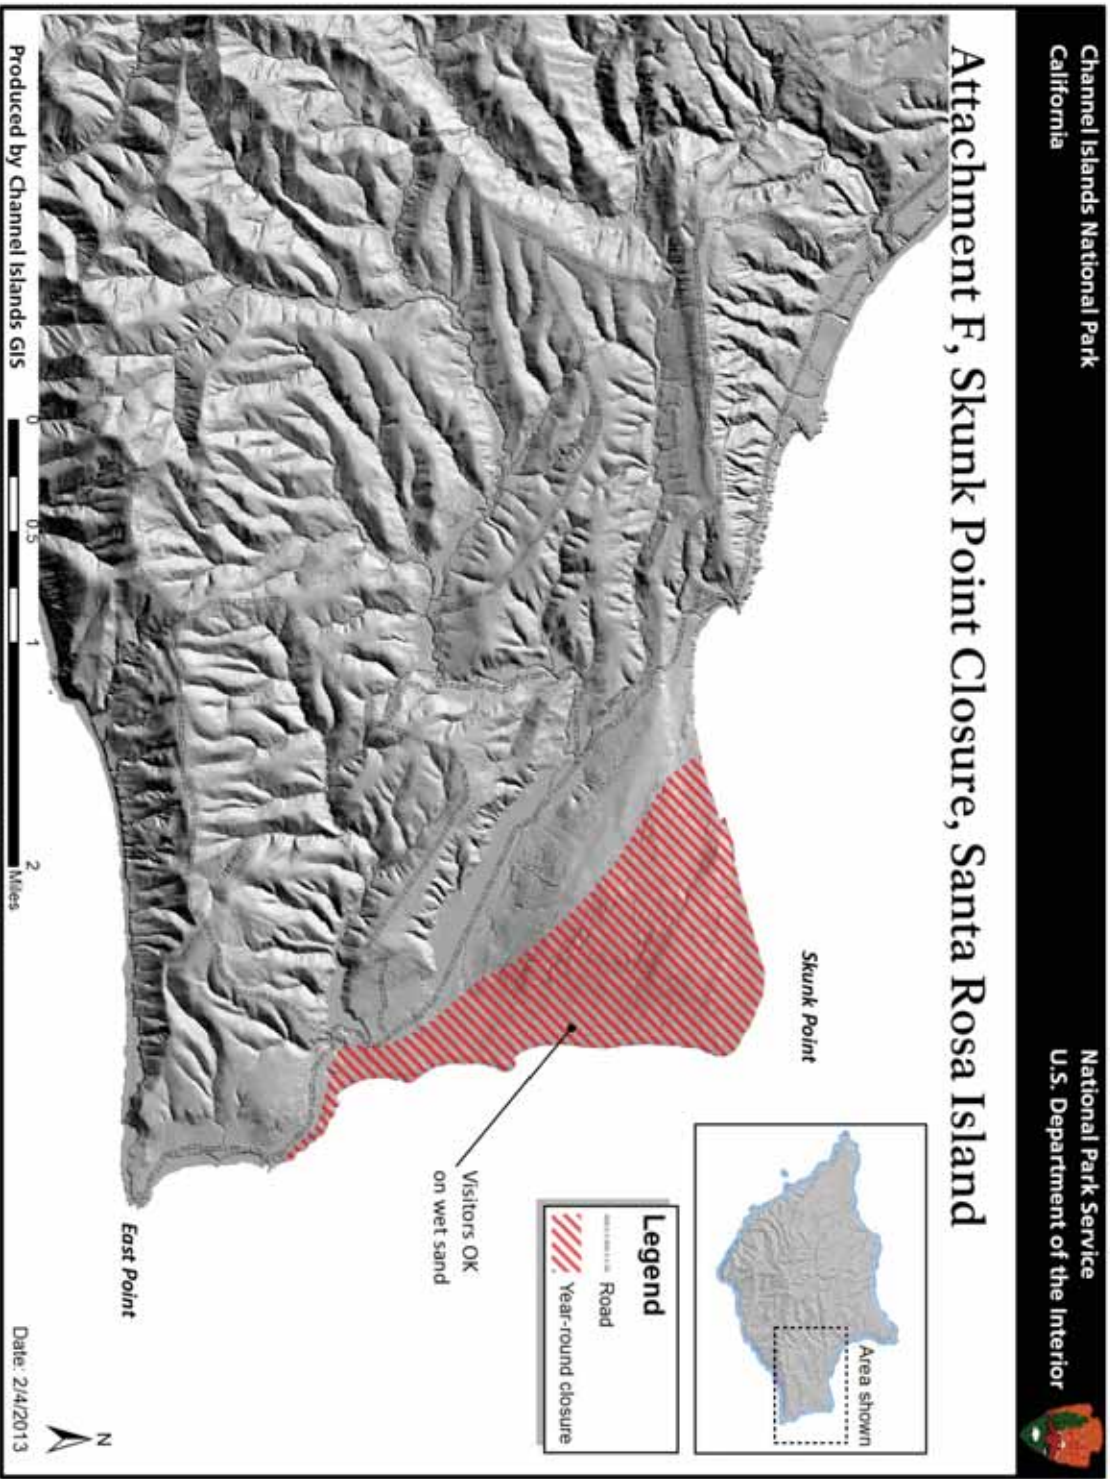 Channel Islands National Park
California
National Park Service
U.S. Department of the Interior
Attachment F, Skunk Point Closure, Santa Rosa Island
Area shown
Skunk Point
Legend
Road
Year-round closure
Visitors OK
on wet sand
East Point
Produced by Channel Islands GIS
0 0.5 1 2
Miles
Date: 2/4/2013
N